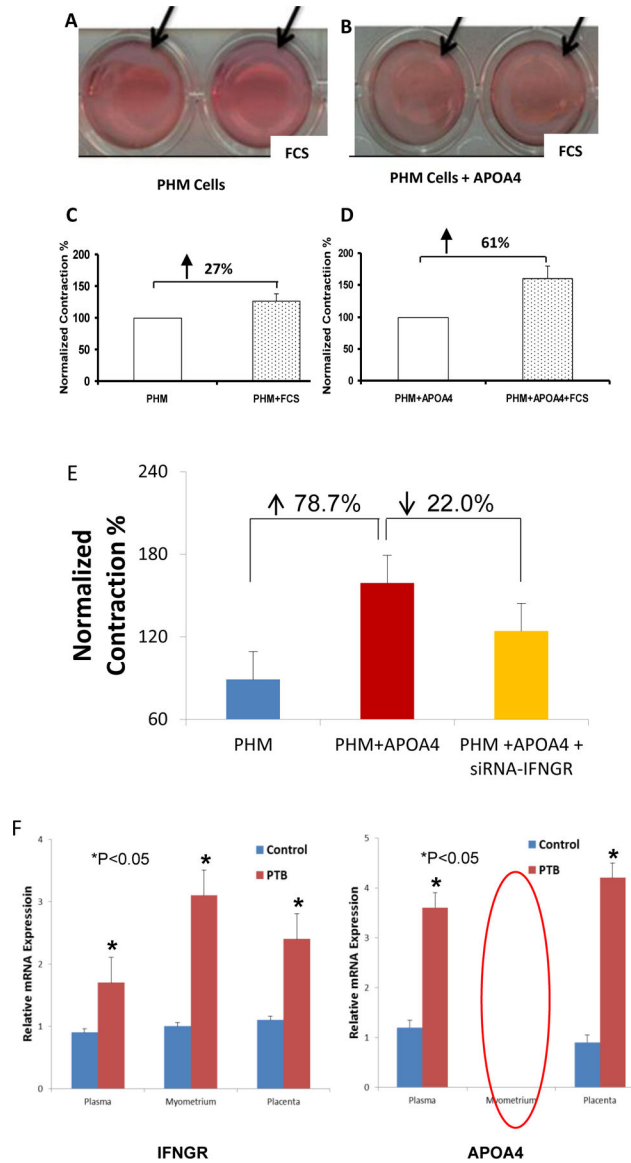 A
B
FCS
FCS
PHM Cells
PHM Cells + APOA4
C
D
Normalized Contraction %
200
150
100
50
0
27%
PHM
PHM+FCS
Normalized Contraction %
200
150
100
50
0
61%
PHM+APOA4
PHM+APOA4+FCS
E
Normalized
Contraction %
240
180
120
60
↑ 78.7%
↓ 22.0%
PHM
PHM+APOA4
PHM +APOA4 +
siRNA-IFNGR
F
Relative mRNA Expressioin
4
3
2
1
0
*P<0.05
Control
PTB
*
*
*
Plasma
Myometrium
Placenta
IFNGR
Relative mRNA Expression
5
4
3
2
1
0
*P<0.05
Control
PTB
*
*
Plasma
Myometrium
Placenta
APOA4